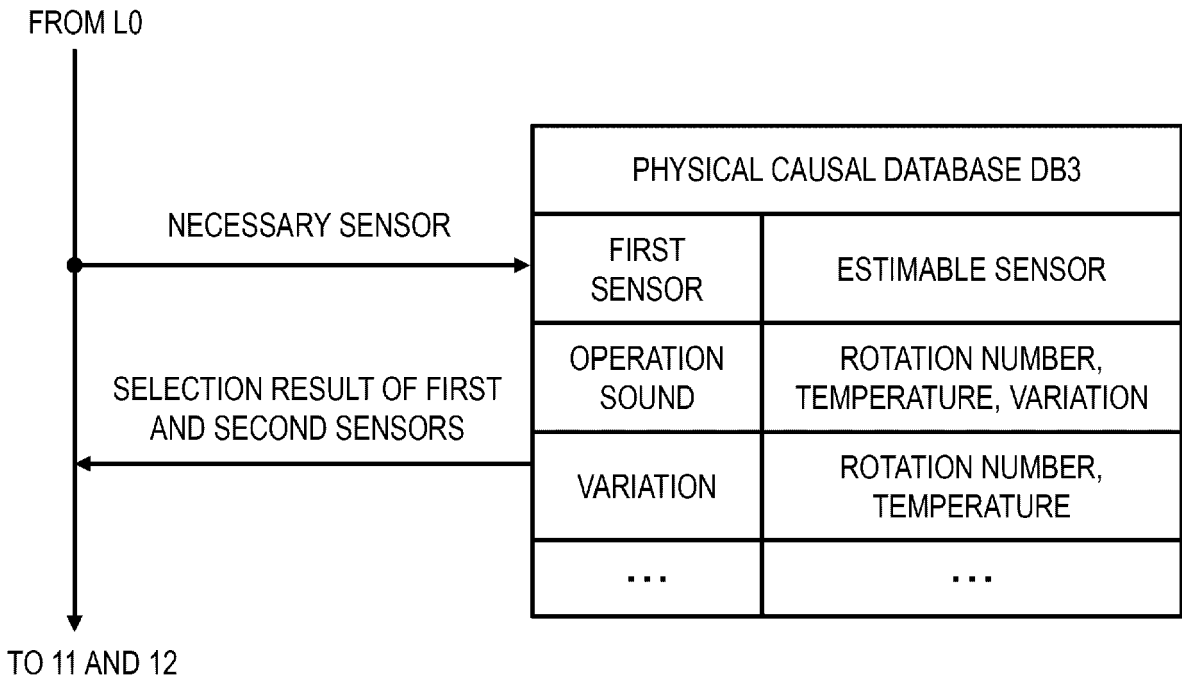 FROM L0
PHYSICAL CAUSAL DATABASE DB3
NECESSARY SENSOR
FIRST
SENSOR
ESTIMABLE SENSOR
OPERATION
SOUND
ROTATION NUMBER,
TEMPERATURE, VARIATION
SELECTION RESULT OF FIRST
AND SECOND SENSORS
VARIATION
ROTATION NUMBER,
TEMPERATURE
...
...
TO 11 AND 12